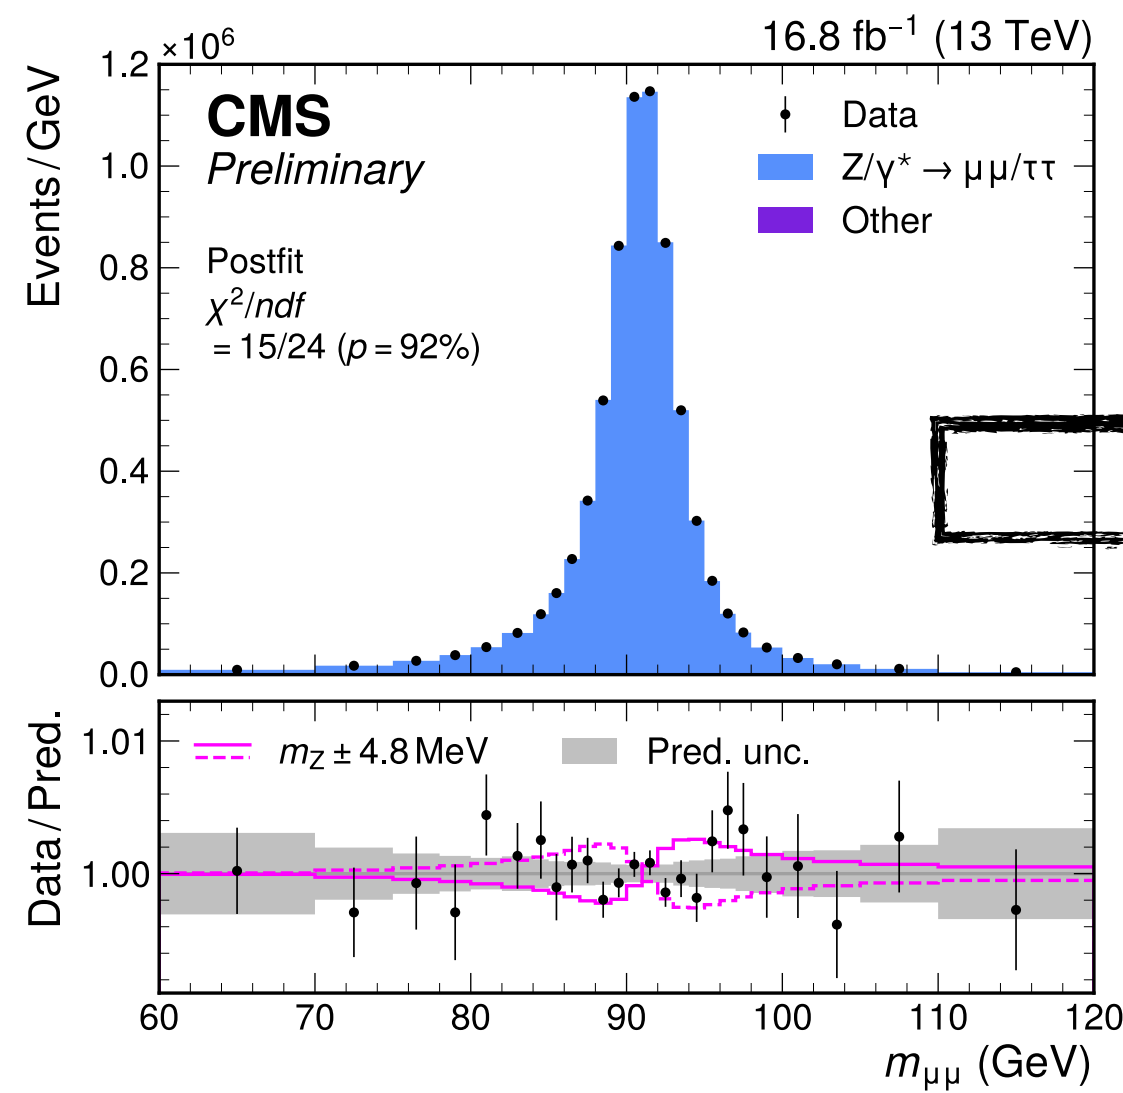 ×10⁶
16.8 fb⁻¹ (13 TeV)
Events / GeV
1.2
1.0
0.8
0.6
0.4
0.2
0.0
CMS
Preliminary
Postfit
χ²/ndf
= 15/24 (p = 92%)
Data
Z/γ* → μμ/ττ
Other
Data / Pred.
1.01
1.00
m_Z ± 4.8 MeV
Pred. unc.
60 70 80 90 100 110 120
m_μμ (GeV)